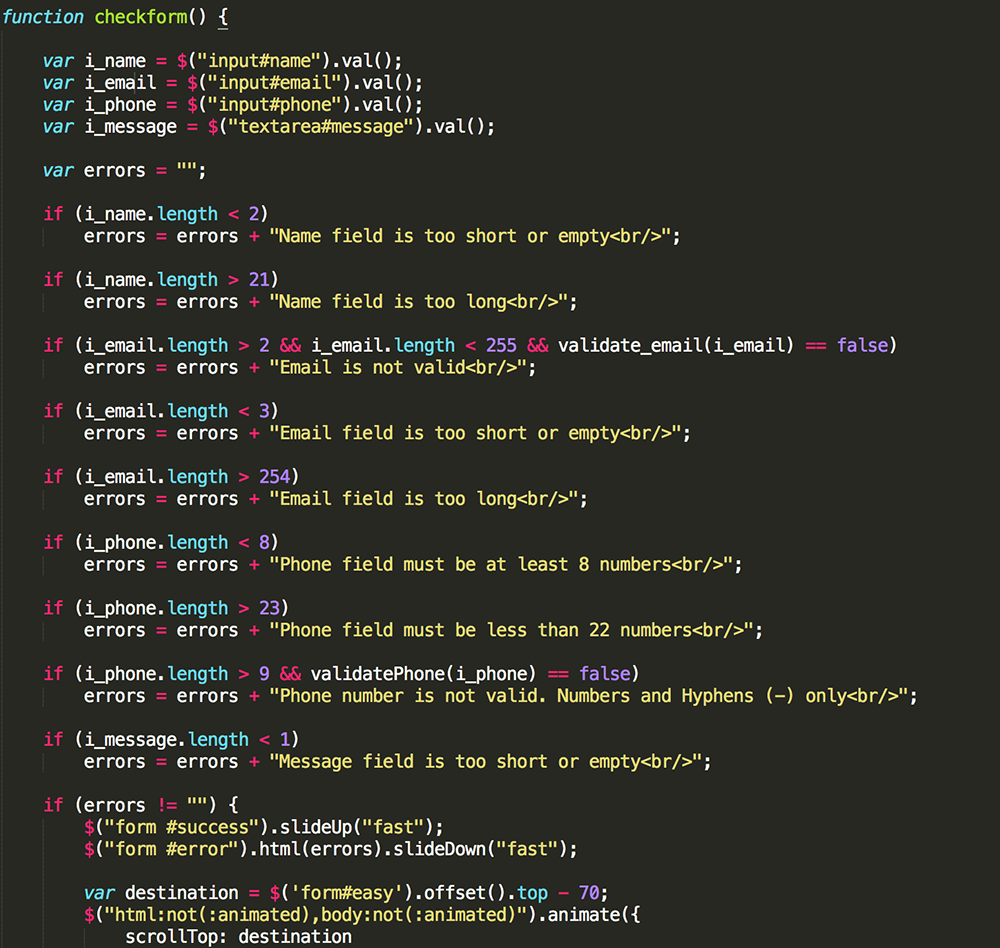 function checkform() {
var i_name = $("input#name").val();
var i_email = $("input#email").val();
var i_phone = $("input#phone").val();
var i_message = $("textarea#message").val();
var errors = "";
if (i_name.length < 2)
errors = errors + "Name field is too short or empty<br/>";
if (i_name.length > 21)
errors = errors + "Name field is too long<br/>";
if (i_email.length > 2 && i_email.length < 255 && validate_email(i_email) == false)
errors = errors + "Email is not valid<br/>";
if (i_email.length < 3)
errors = errors + "Email field is too short or empty<br/>";
if (i_email.length > 254)
errors = errors + "Email field is too long<br/>";
if (i_phone.length < 8)
errors = errors + "Phone field must be at least 8 numbers<br/>";
if (i_phone.length > 23)
errors = errors + "Phone field must be less than 22 numbers<br/>";
if (i_phone.length > 9 && validatePhone(i_phone) == false)
errors = errors + "Phone number is not valid. Numbers and Hyphens (-) only<br/>";
if (i_message.length < 1)
errors = errors + "Message field is too short or empty<br/>";
if (errors != "") {
$("form #success").slideUp("fast");
$("form #error").html(errors).slideDown("fast");
var destination = $('form#easy').offset().top - 70;
$("html:not(:animated),body:not(:animated)").animate({
scrollTop: destination